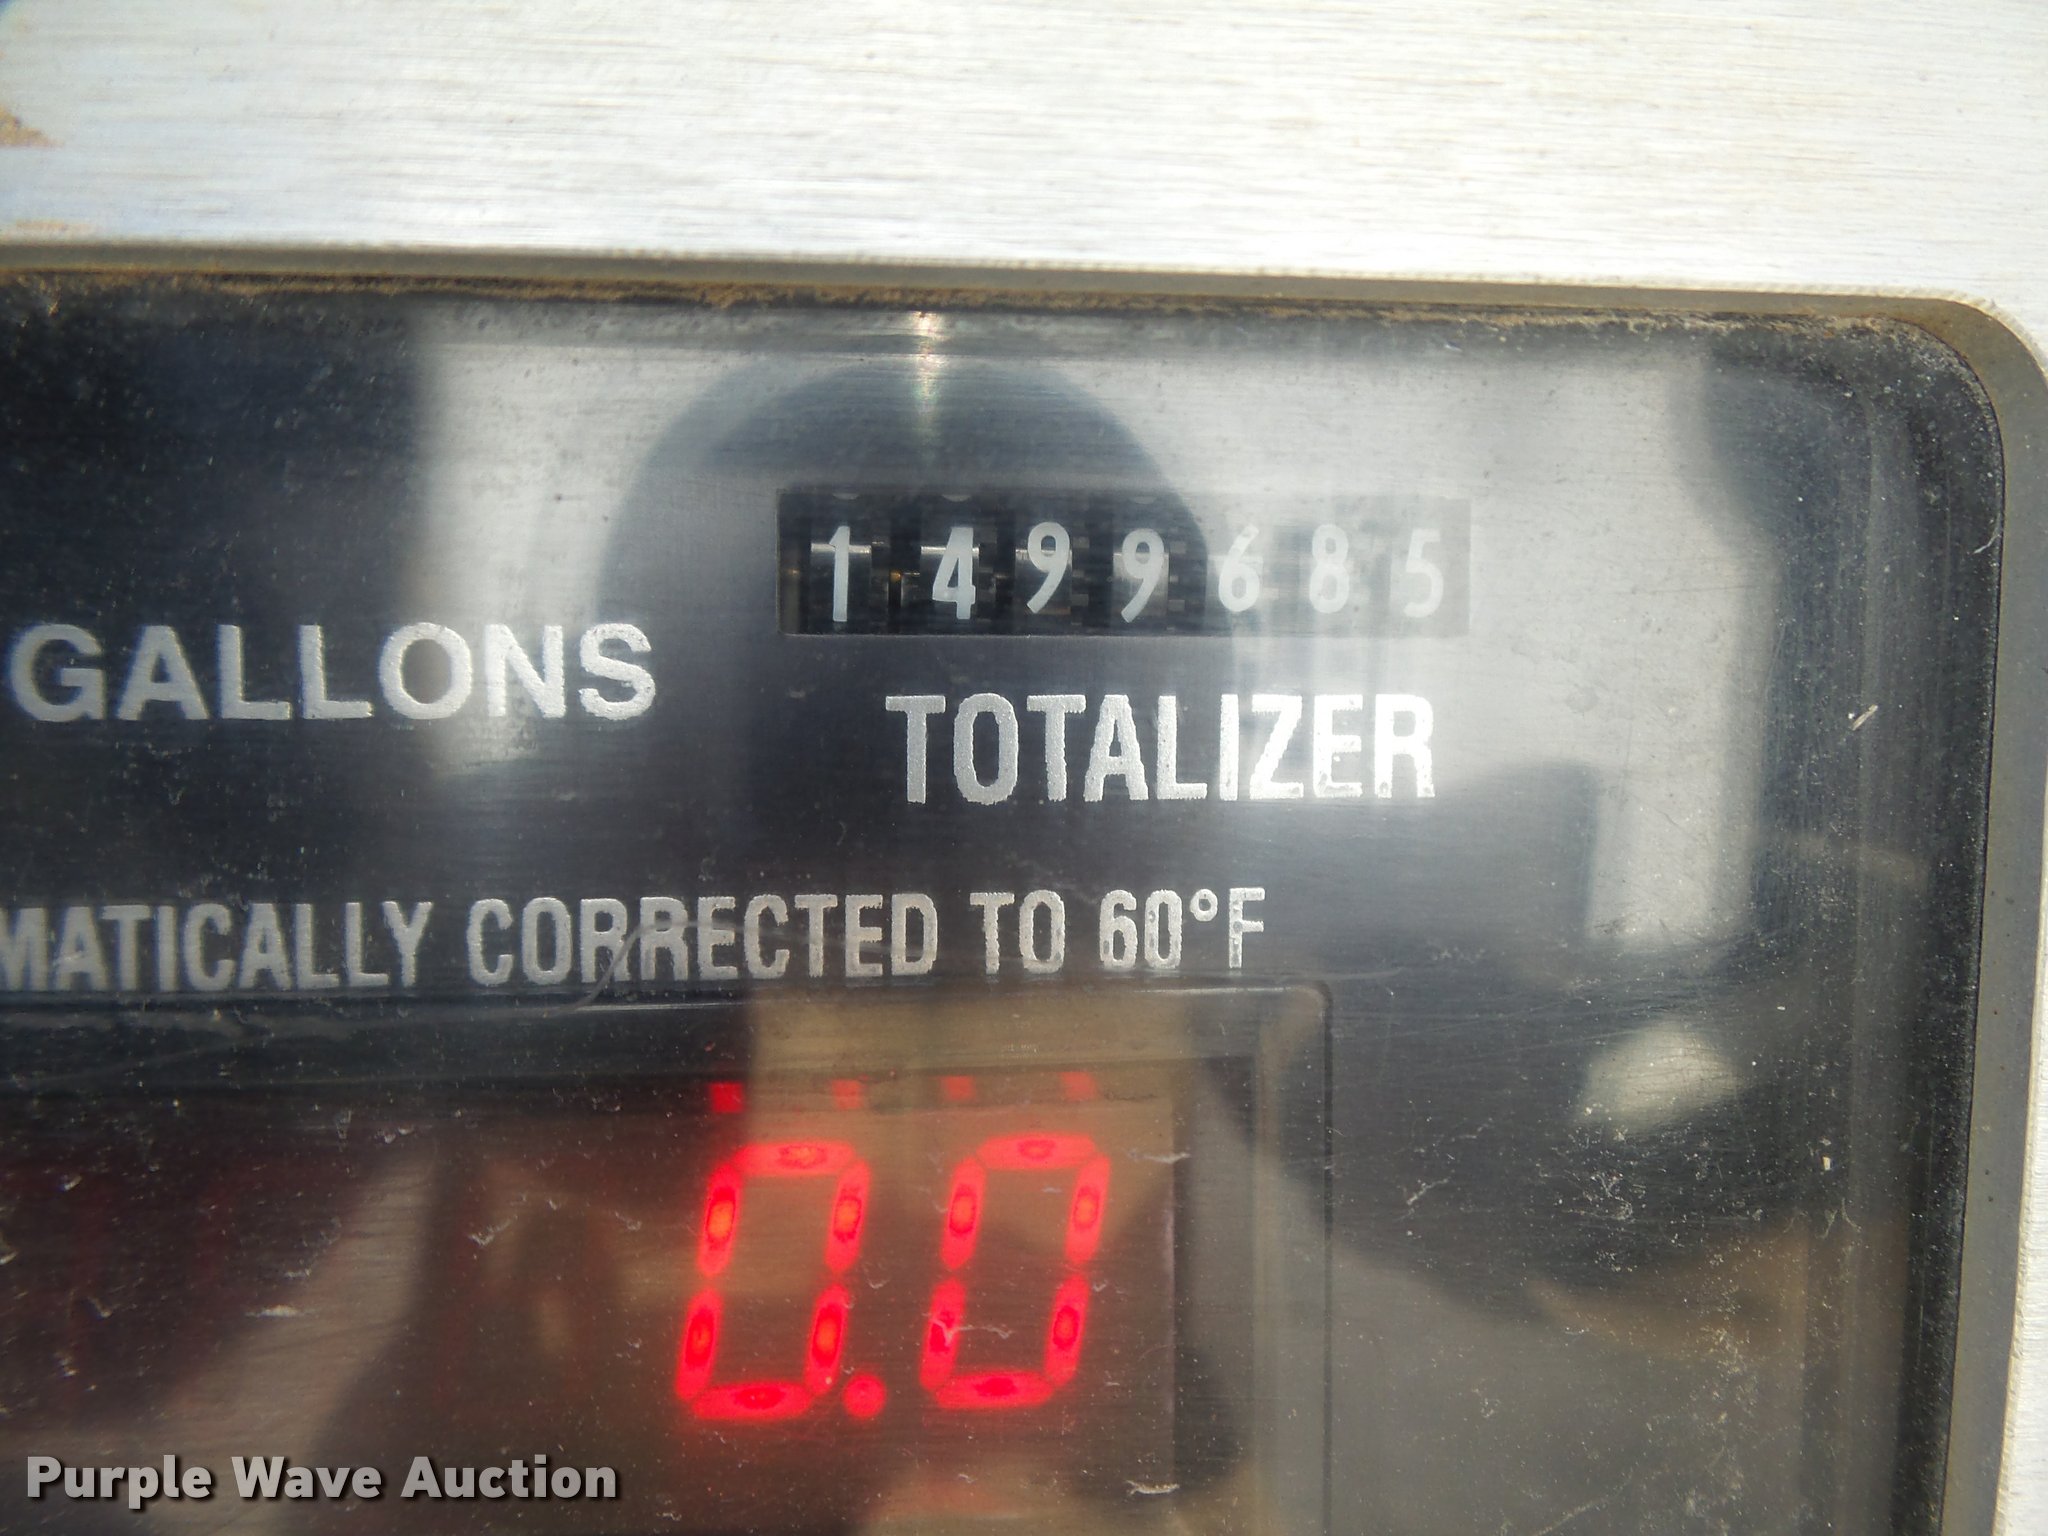 1499685
GALLONS
TOTALIZER
MATICALLY CORRECTED TO 60°F
0.0
Purple Wave Auction